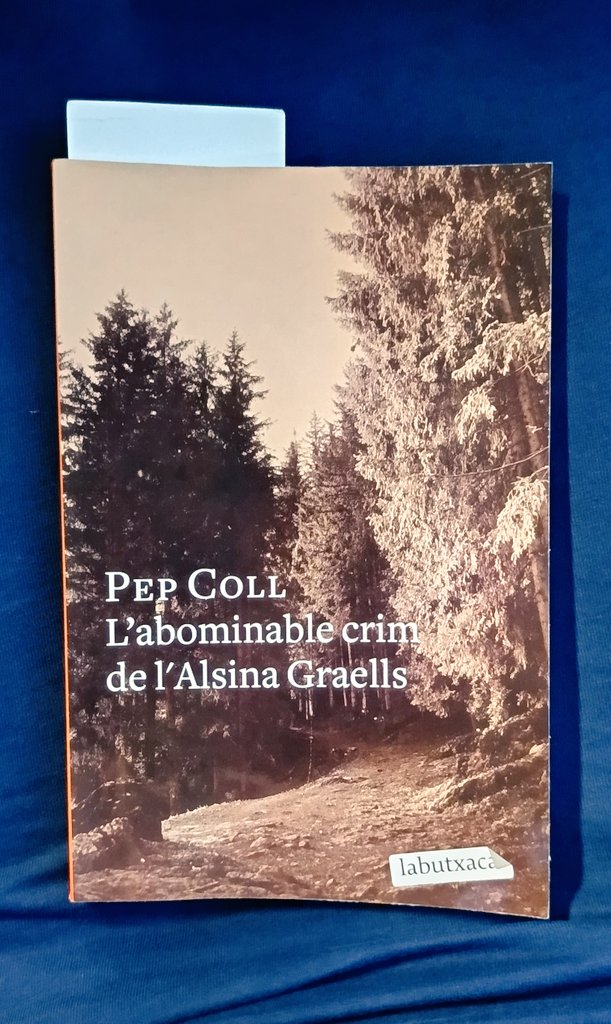 PEP COLL
L'abominable crim
de l´Alsina Graells
labutxaca